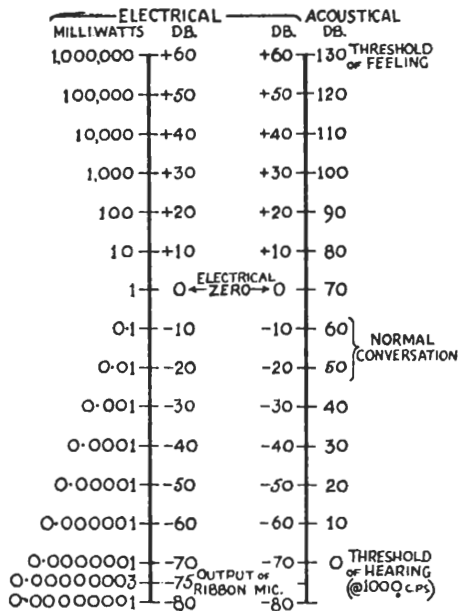 ELECTRICAL ACOUSTICAL
MILLIWATTS DB. DB. DB.
1,000,000 +60 +60 130 THRESHOLD
OF FEELING
100,000 +50 +50 120
10,000 +40 +40 110
1,000 +30 +30 100
100 +20 +20 90
10 +10 +10 80
ELECTRICAL
1 0 ZERO 0 70
0·1 -10 -10 60
NORMAL
CONVERSATION
0·01 -20 -20 50
0·001 -30 -30 40
0·0001 -40 -40 30
0·00001 -50 -50 20
0·000001 -60 -60 10
0·0000001 -70 -70 0 THRESHOLD
OF HEARING
0·00000003 -75 OUTPUT OF
RIBBON MIC.
(@1000 CPS)
0·00000001 -80 -80